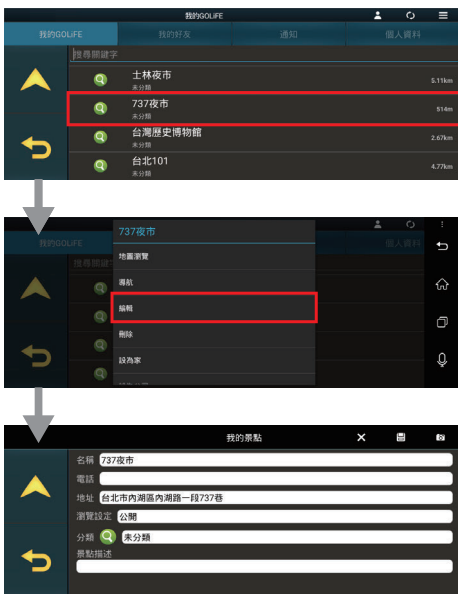 我的GOLiFE
我的GOLiFE 我的好友 通知 個人資料
搜尋關鍵字
士林夜市
未分類 5.11km
737夜市
未分類 514m
台灣歷史博物館
未分類 2.67km
台北101
未分類 4.77km
737夜市
我的GOLiFE 個人資料
搜尋關鍵字
地圖瀏覽
導航
編輯
刪除
設為家
我的景點
名稱 737夜市
電話
地址 台北市內湖區內湖路一段737巷
瀏覽設定 公開
分類 未分類
景點描述